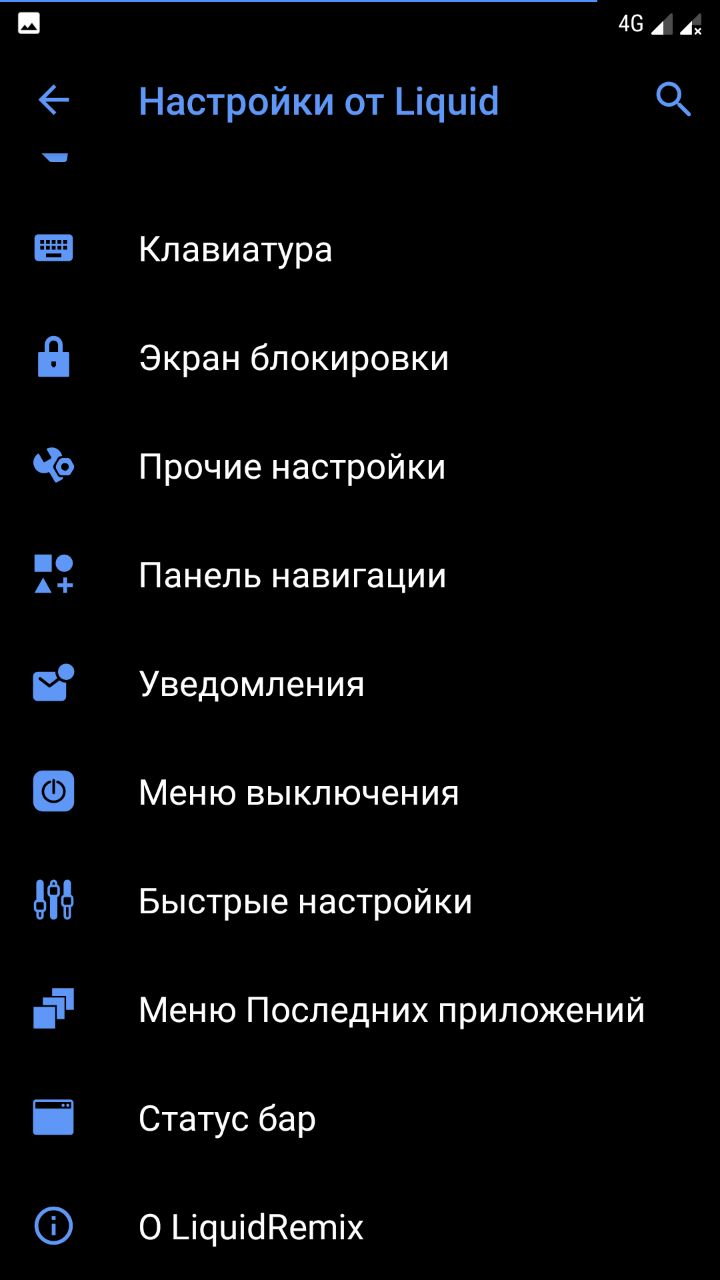 4G
Настройки от Liquid
Клавиатура
Экран блокировки
Прочие настройки
Панель навигации
Уведомления
Меню выключения
Быстрые настройки
Меню Последних приложений
Статус бар
О LiquidRemix